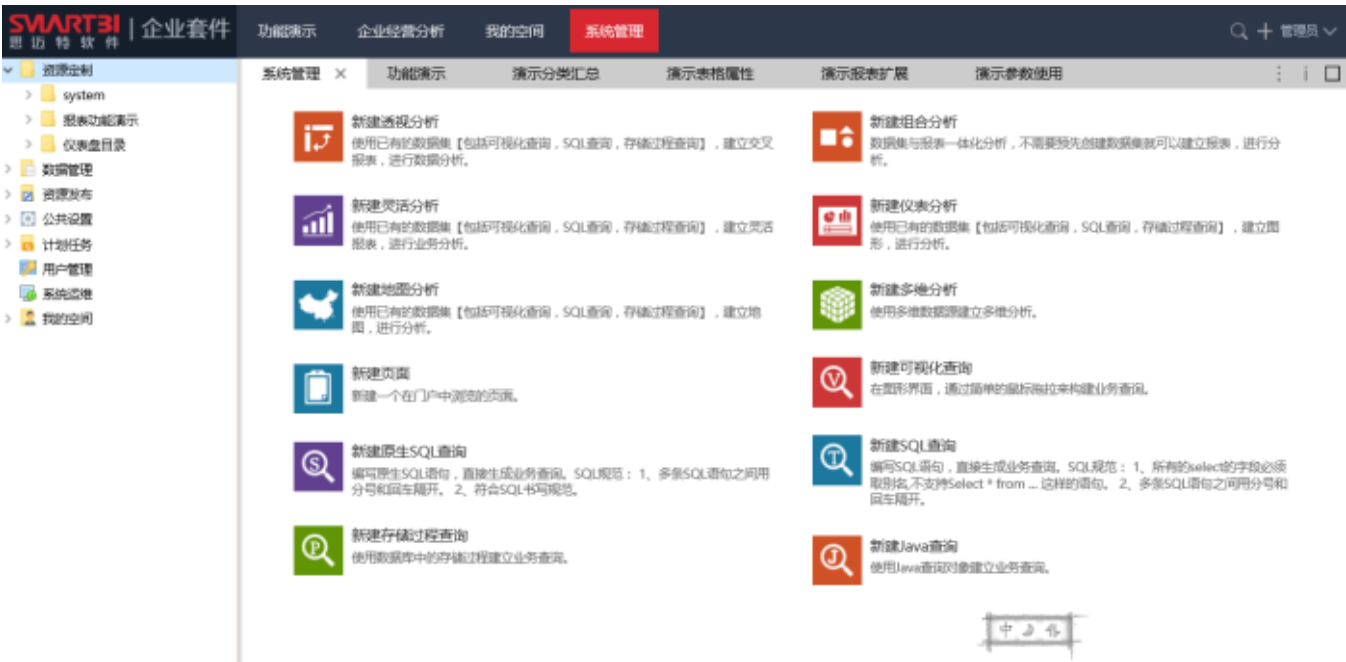 SMARTBI 企业套件
思迈特软件
功能演示 企业经营分析 我的空间 系统管理 管理员
资源定制
system
报表功能演示
仪表盘目录
数据管理
资源发布
公共设置
计划任务
用户管理
系统运维
我的空间
系统管理 × 功能演示 演示分类汇总 演示表格属性 演示报表扩展 演示参数使用
新建透视分析
使用已有的数据集【包括可视化查询，SQL查询，存储过程查询】，建立交叉
报表，进行数据分析。
新建组合分析
数据集与报表一体化分析，不需要预先创建数据集就可以建立报表，进行分
析。
新建灵活分析
使用已有的数据集【包括可视化查询，SQL查询，存储过程查询】，建立灵活
报表，进行业务分析。
新建仪表分析
使用已有的数据集【包括可视化查询，SQL查询，存储过程查询】，建立图
形，进行分析。
新建地图分析
使用已有的数据集【包括可视化查询，SQL查询，存储过程查询】，建立地
图，进行分析。
新建多维分析
使用多维数据源建立多维分析。
新建页面
新建一个在门户中浏览的页面。
新建可视化查询
在图形界面，通过简单的鼠标拖拉来构建业务查询。
新建原生SQL查询
编写原生SQL语句，直接生成业务查询。SQL规范： 1、多条SQL语句之间用
分号和回车隔开。 2、符合SQL书写规范。
新建SQL查询
编写SQL语句，直接生成业务查询。SQL规范： 1、所有的select的字段必须
取别名,不支持Select * from ... 这样的语句。 2、多条SQL语句之间用分号和
回车隔开。
新建存储过程查询
使用数据库中的存储过程建立业务查询。
新建Java查询
使用Java查询对象建立业务查询。
中